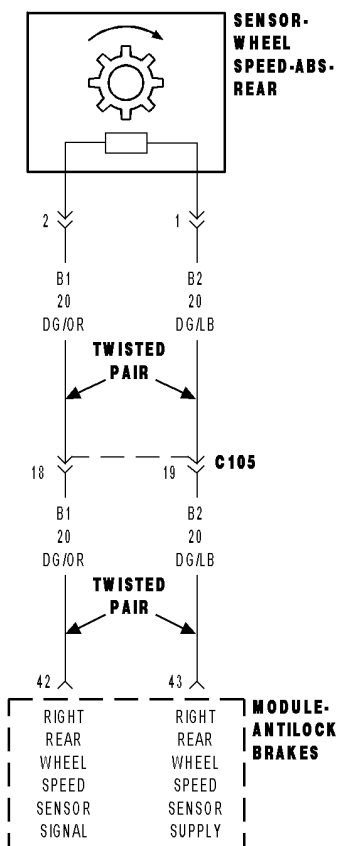 SENSOR-
WHEEL
SPEED-ABS-
REAR
2 1
B1 B2
20 20
DG/OR DG/LB
TWISTED
PAIR
18 19 C105
B1 B2
20 20
DG/OR DG/LB
TWISTED
PAIR
42 43
MODULE-
ANTILOCK
BRAKES
RIGHT
REAR
WHEEL
SPEED
SENSOR
SIGNAL
RIGHT
REAR
WHEEL
SPEED
SENSOR
SUPPLY